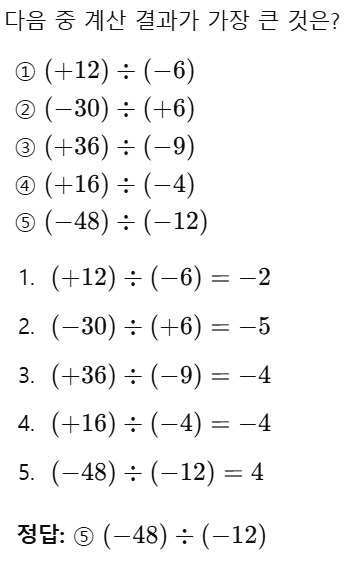 다음 중 계산 결과가 가장 큰 것은?
① (+12) ÷ (−6)
② (−30) ÷ (+6)
③ (+36) ÷ (−9)
④ (+16) ÷ (−4)
⑤ (−48) ÷ (−12)
1. (+12) ÷ (−6) = −2
2. (−30) ÷ (+6) = −5
3. (+36) ÷ (−9) = −4
4. (+16) ÷ (−4) = −4
5. (−48) ÷ (−12) = 4
정답: ⑤ (−48) ÷ (−12)